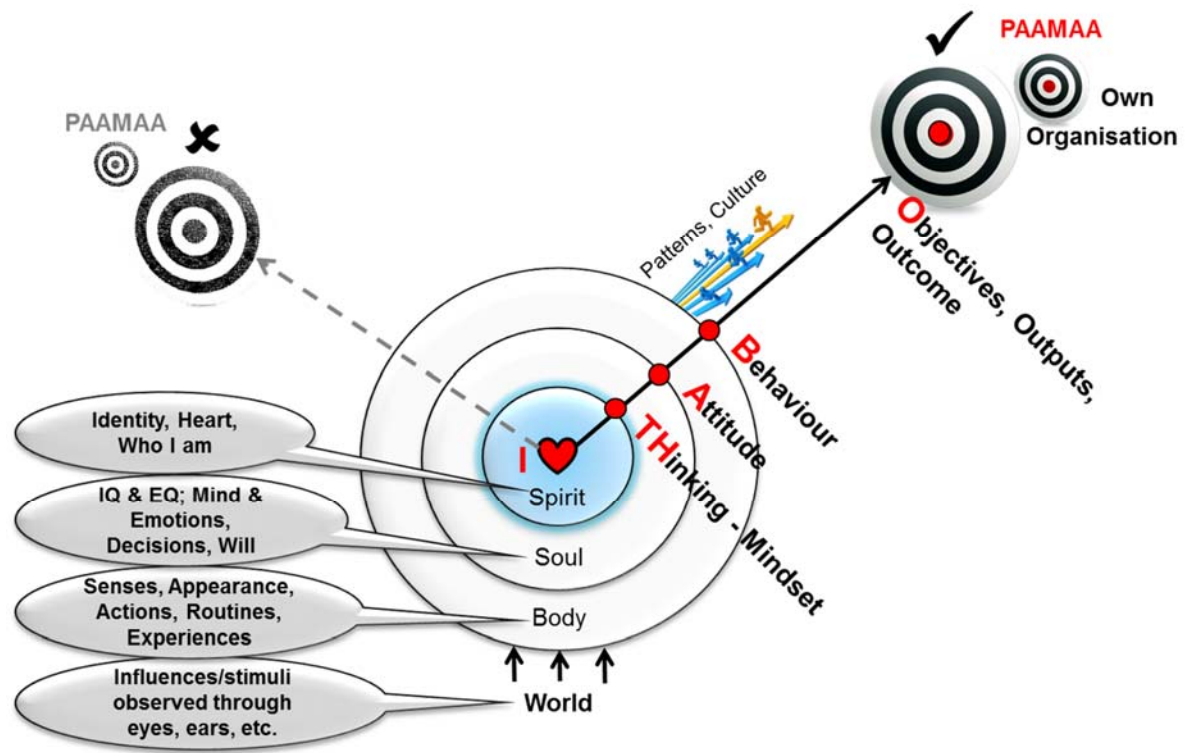 PAAMAA
PAAMAA
Own
Organisation
Patterns, Culture
Objectives, Outputs,
Outcome
Behaviour
Attitude
THinking - Mindset
I
Spirit
Soul
Body
World
Identity, Heart,
Who I am
IQ & EQ; Mind &
Emotions,
Decisions, Will
Senses, Appearance,
Actions, Routines,
Experiences
Influences/stimuli
observed through
eyes, ears, etc.